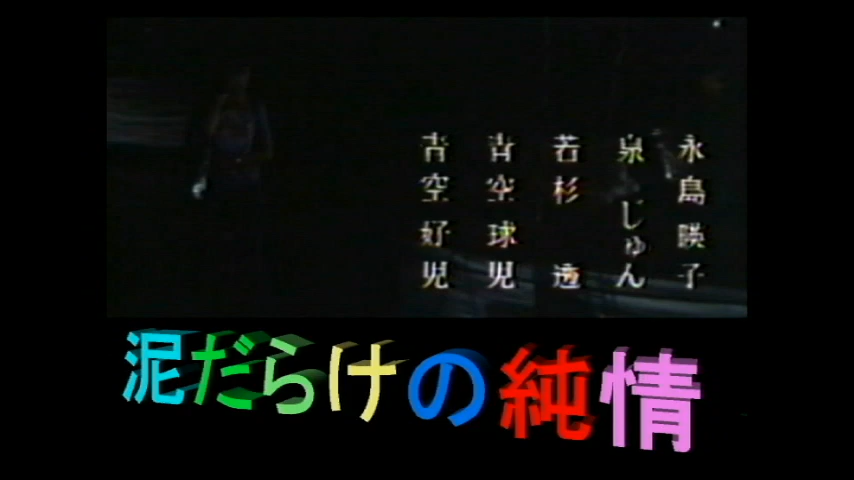 永島暎子
泉じゅん
若杉透
青空球児
青空好児
泥だらけの純情